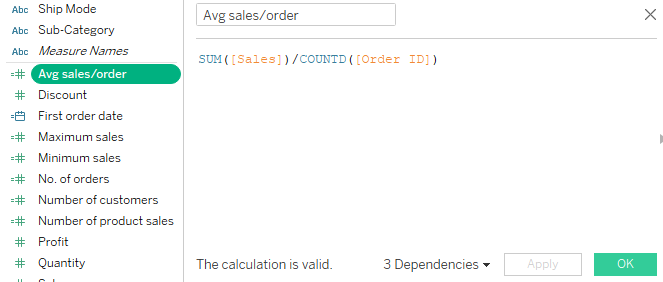 Abc Ship Mode
Abc Sub-Category
Abc Measure Names
=# Avg sales/order
# Discount
= First order date
=# Maximum sales
=# Minimum sales
=# No. of orders
=# Number of customers
=# Number of product sales
# Profit
# Quantity
Avg sales/order
SUM([Sales])/COUNTD([Order ID])
The calculation is valid.
3 Dependencies
Apply
OK